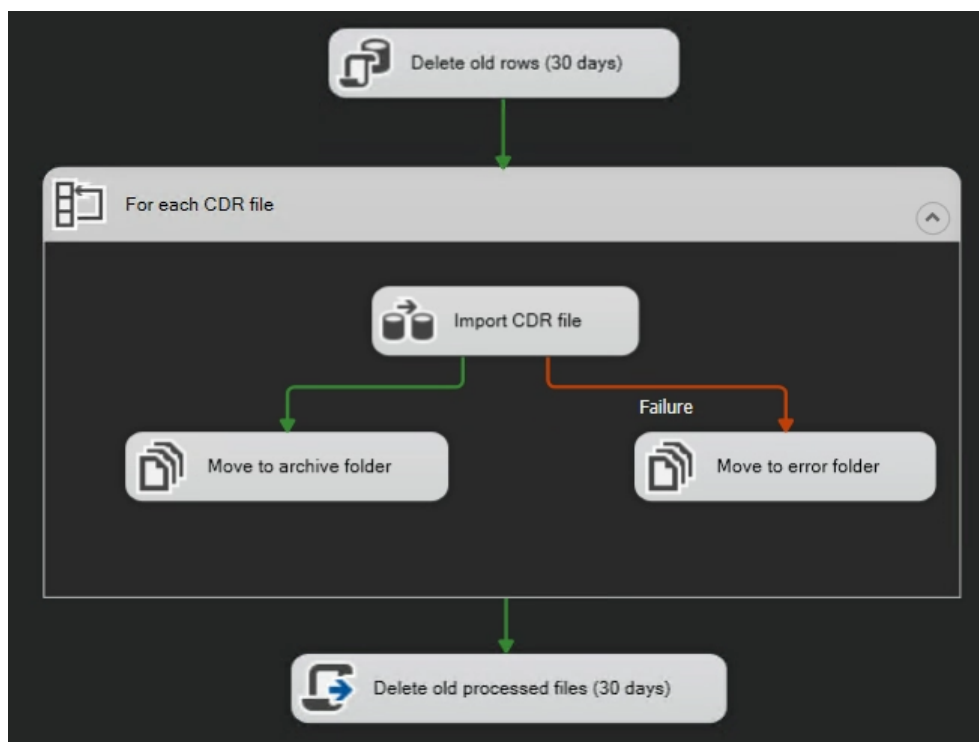 Delete old rows (30 days)
For each CDR file
Import CDR file
Failure
Move to archive folder
Move to error folder
Delete old processed files (30 days)